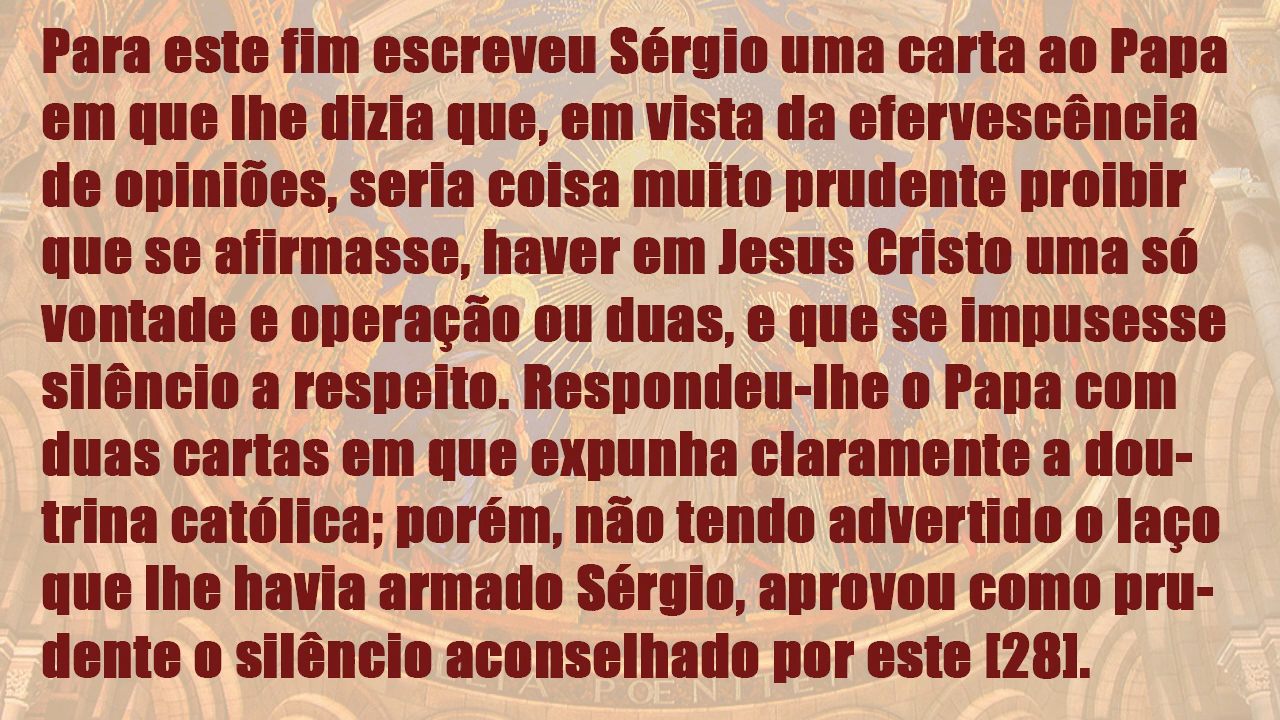 Para este fim escreveu Sérgio uma carta ao Papa
em que lhe dizia que, em vista da efervescência
de opiniões, seria coisa muito prudente proibir
que se afirmasse, haver em Jesus Cristo uma só
vontade e operação ou duas, e que se impusesse
silêncio a respeito. Respondeu-lhe o Papa com
duas cartas em que expunha claramente a dou-
trina católica; porém, não tendo advertido o laço
que lhe havia armado Sérgio, aprovou como pru-
dente o silêncio aconselhado por este [28].